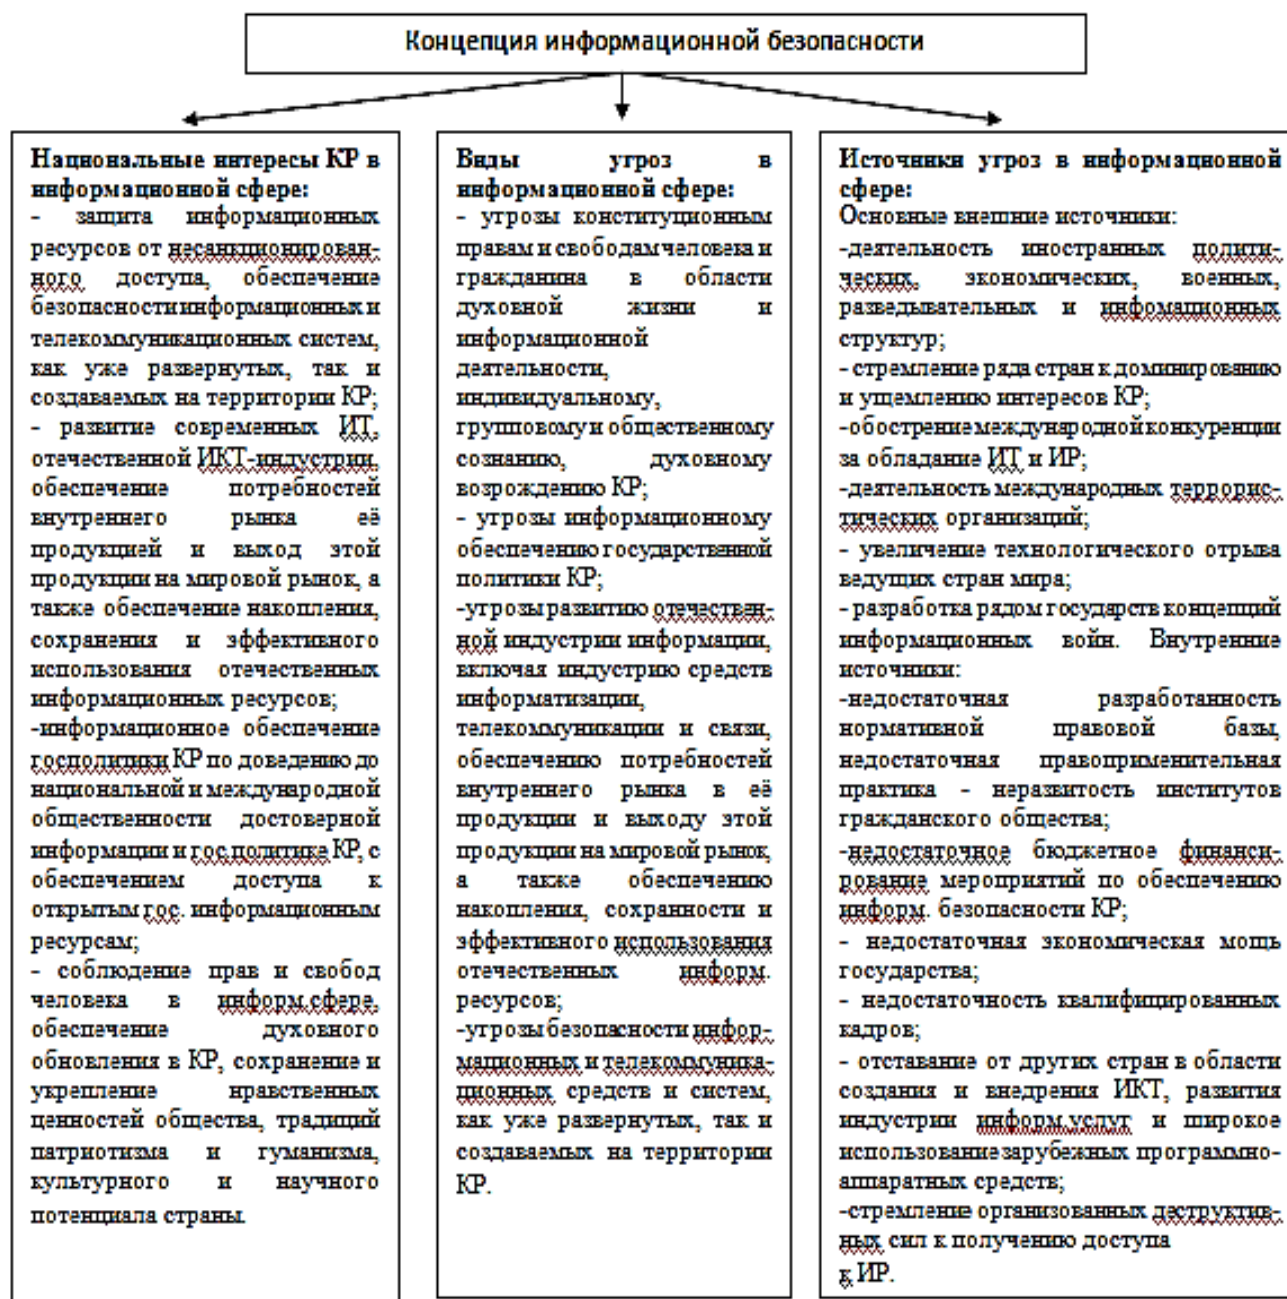 Концепция информационной безопасности
Национальные интересы КР в
информационной сфере:
- защита информационных
ресурсов от несанкционирован-
ного доступа, обеспечение
безопасности информационных и
телекоммуникационных систем,
как уже развернутых, так и
создаваемых на территории КР;
- развитие современных ИТ,
отечественной ИКТ-индустрии,
обеспечение потребностей
внутреннего рынка её
продукцией и выход этой
продукции на мировой рынок, а
также обеспечение накопления,
сохранения и эффективного
использования отечественных
информационных ресурсов;
-информационное обеспечение
госполитики КР по доведению до
национальной и международной
общественности достоверной
информации и гос.политике КР, с
обеспечением доступа к
открытым гос. информационным
ресурсам;
- соблюдение прав и свобод
человека в информ.сфере,
обеспечение духовного
обновления в КР, сохранение и
укрепление нравственных
ценностей общества, традиций
патриотизма и гуманизма,
культурного и научного
потенциала страны.
Виды угроз в
информационной сфере:
- угрозы конституционным
правам и свободам человека и
гражданина в области
духовной жизни и
информационной
деятельности,
индивидуальному,
групповому и общественному
сознанию, духовному
возрождению КР;
- угрозы информационному
обеспечению государственной
политики КР;
-угрозы развитию отечествен-
ной индустрии информации,
включая индустрию средств
информатизации,
телекоммуникации и связи,
обеспечению потребностей
внутреннего рынка в её
продукции и выходу этой
продукции на мировой рынок,
а также обеспечению
накопления, сохранности и
эффективного использования
отечественных информ.
ресурсов;
-угрозы безопасности инфор-
мационных и телекоммуника-
ционных средств и систем,
как уже развернутых, так и
создаваемых на территории
КР.
Источники угроз в информационной
сфере:
Основные внешние источники:
-деятельность иностранных полити-
ческих, экономических, военных,
разведывательных и инфомационных
структур;
- стремление ряда стран к доминированию
и ущемлению интересов КР;
-обострение международной конкуренции
за обладание ИТ и ИР;
-деятельность международных террорис-
тических организаций;
- увеличение технологического отрыва
ведущих стран мира;
- разработка рядом государств концепций
информационных войн. Внутренние
источники:
-недостаточная разработанность
нормативной правовой базы,
недостаточная правоприменительная
практика - неразвитость институтов
гражданского общества;
-недостаточное бюджетное финанси-
рование мероприятий по обеспечению
информ. безопасности КР;
- недостаточная экономическая мощь
государства;
- недостаточность квалифицированных
кадров;
- отставание от других стран в области
создания и внедрения ИКТ, развития
индустрии информ.услуг и широкое
использование зарубежных программно-
аппаратных средств;
-стремление организованных деструктив-
ных сил к получению доступа
к ИР.